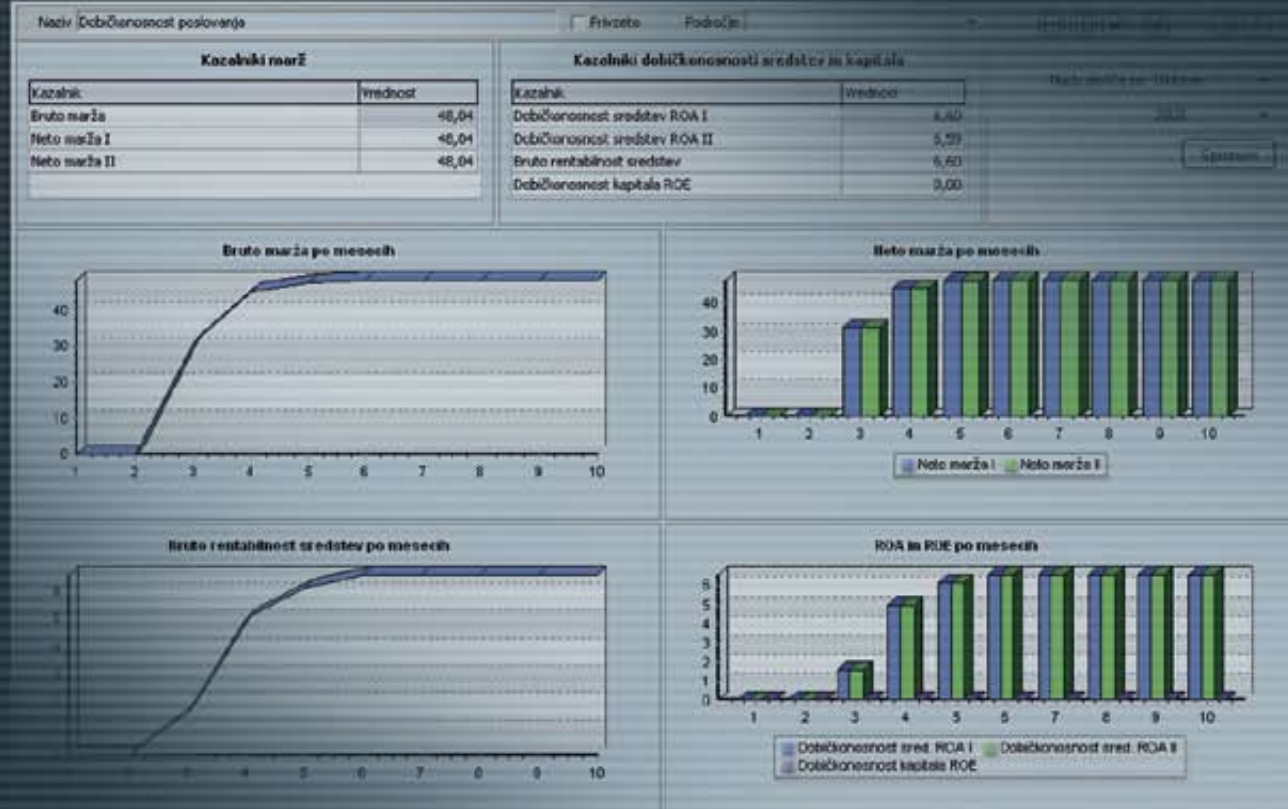 Naziv Dobičkonosnost poslovanja
Privzeto
Področje
Kazalniki marž
Kazalnik Vrednost
Bruto marža 48,04
Neto marža I 48,04
Neto marža II 48,04
Kazalniki dobičkonosnosti sredstev in kapitala
Kazalnik Vrednost
Dobičkonosnost sredstev ROA I 6,60
Dobičkonosnost sredstev ROA II 6,59
Bruto rentabilnost sredstev 6,60
Dobičkonosnost kapitala ROE 0,00
Bruto marža po mesecih
40
30
20
10
0
1 2 3 4 5 6 7 8 9 10
Neto marža po mesecih
40
30
20
10
0
1 2 3 4 5 6 7 8 9 10
Neto marža I Neto marža II
Bruto rentabilnost sredstev po mesecih
5 6 7 8 9 10
ROA in ROE po mesecih
6
5
4
3
2
1
0
1 2 3 4 5 6 7 8 9 10
Dobičkonosnost sred. ROA I Dobičkonosnost sred. ROA II
Dobičkonosnost kapitala ROE